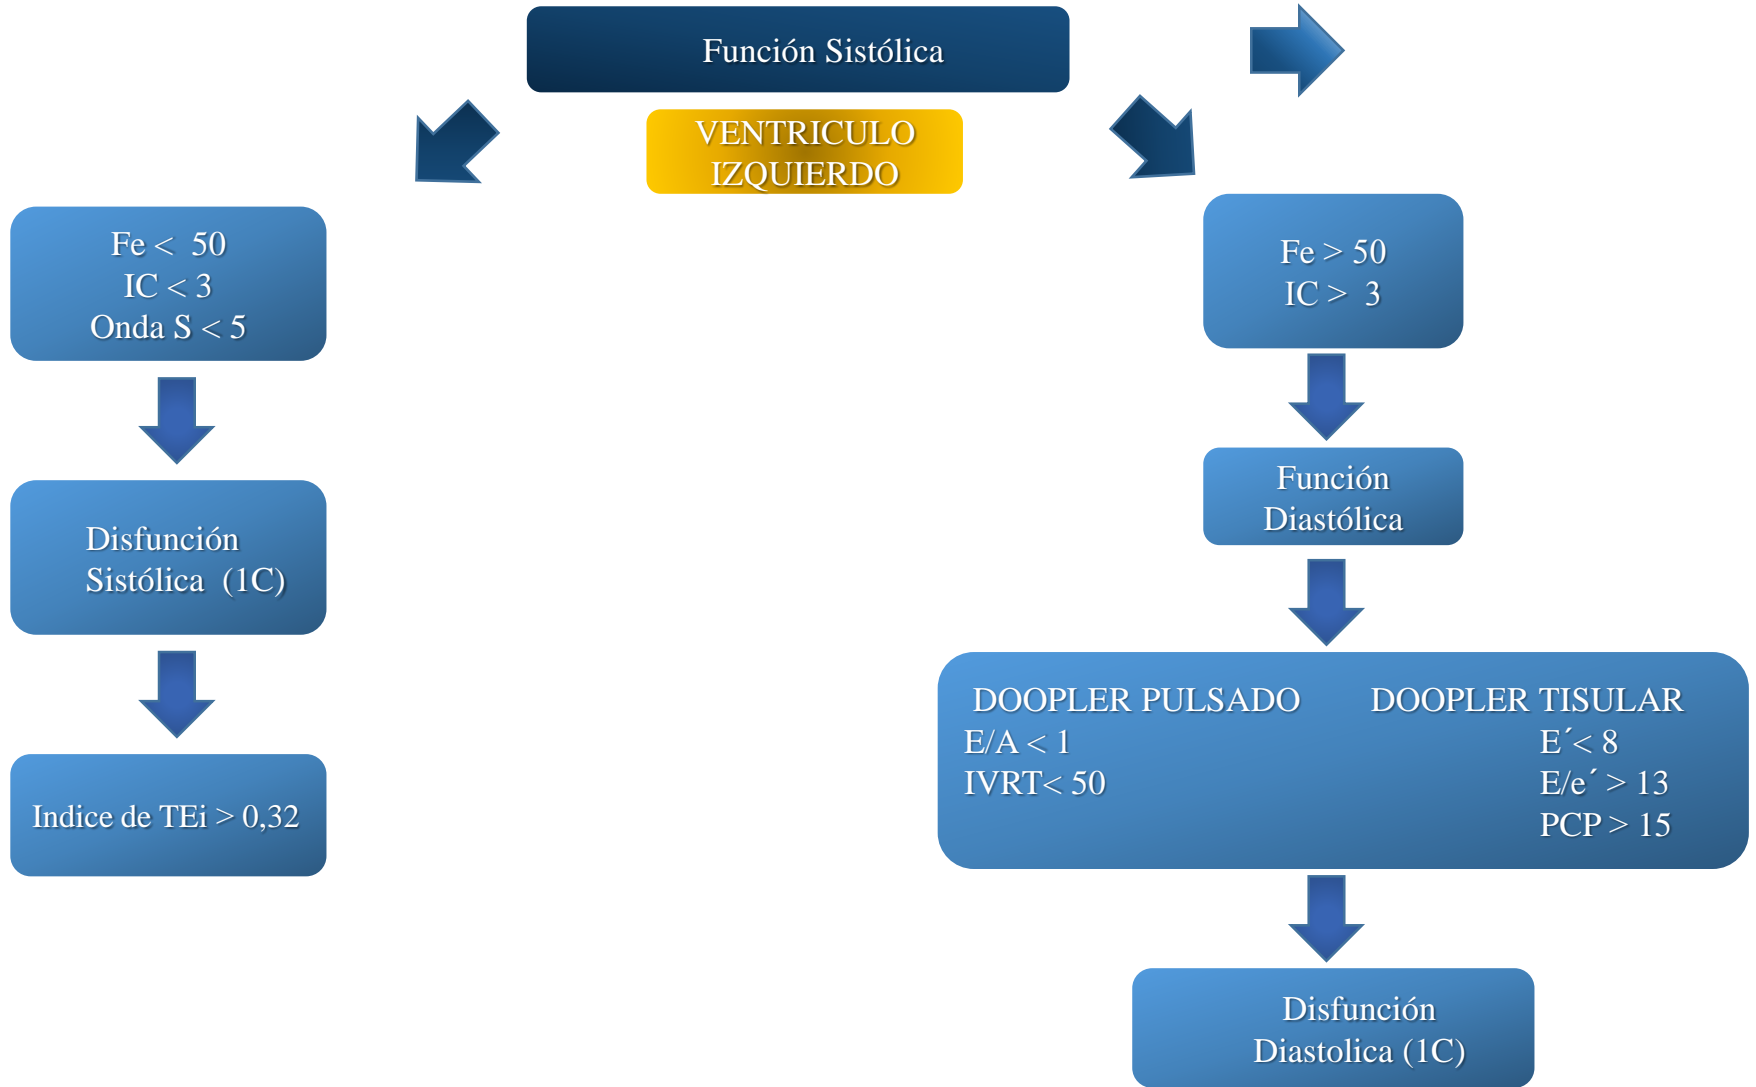 Función Sistólica
VENTRICULO
IZQUIERDO
Fe < 50
IC < 3
Onda S < 5
Disfunción
Sistólica (1C)
Indice de TEi > 0,32
Fe > 50
IC > 3
Función
Diastólica
DOOPLER PULSADO DOOPLER TISULAR
E/A < 1 E´< 8
IVRT< 50 E/e´ > 13
PCP > 15
Disfunción
Diastolica (1C)